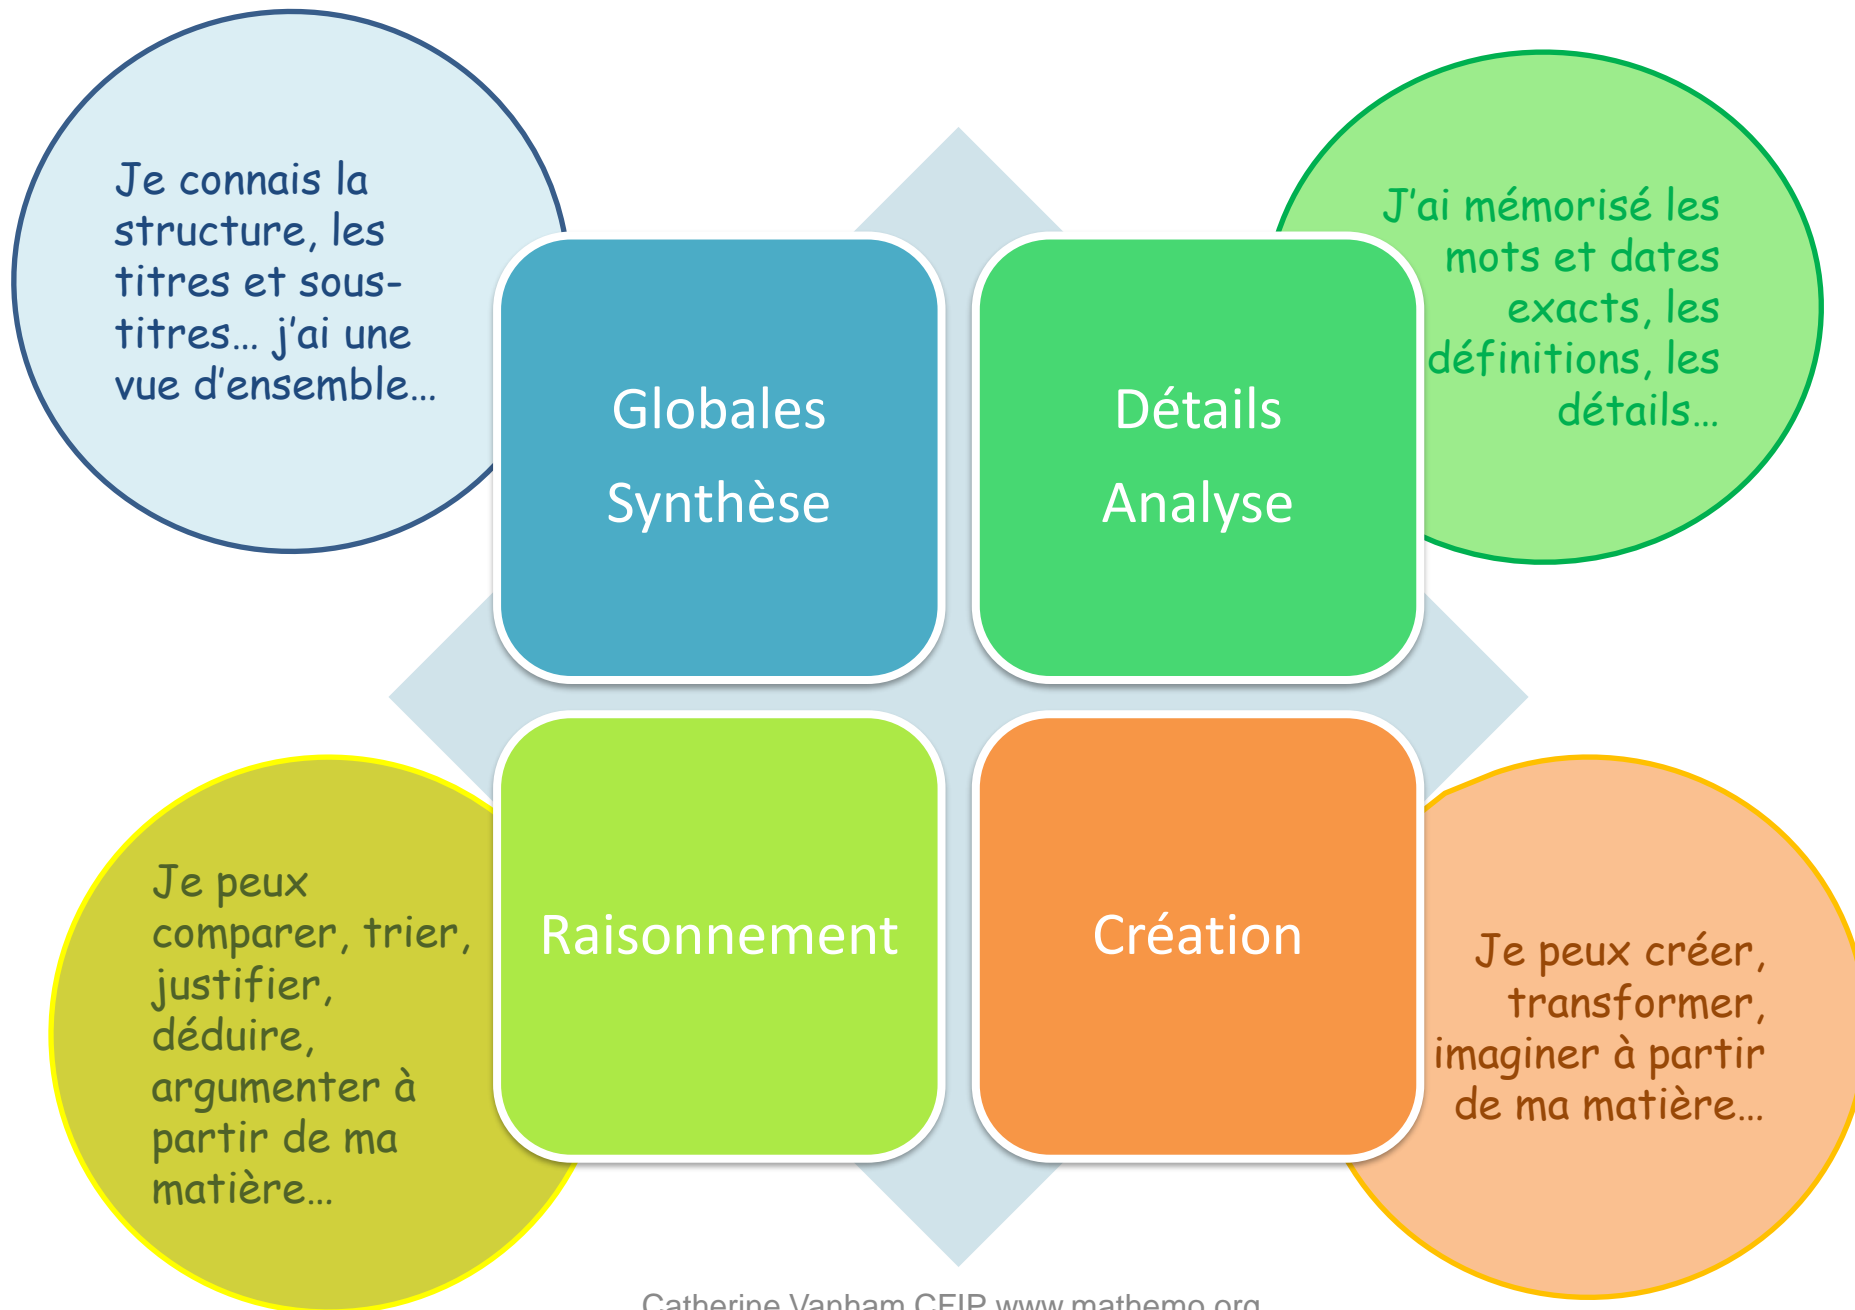 Je connais la
structure, les
titres et sous-
titres... j'ai une
vue d'ensemble...
Globales
Synthèse
Détails
Analyse
J'ai mémorisé les
mots et dates
exacts, les
définitions, les
détails...
Je peux
comparer, trier,
justifier,
déduire,
argumenter à
partir de ma
matière...
Raisonnement
Création
Je peux créer,
transformer,
imaginer à partir
de ma matière...
Catherine Vanham CFIP www.mathemo.org